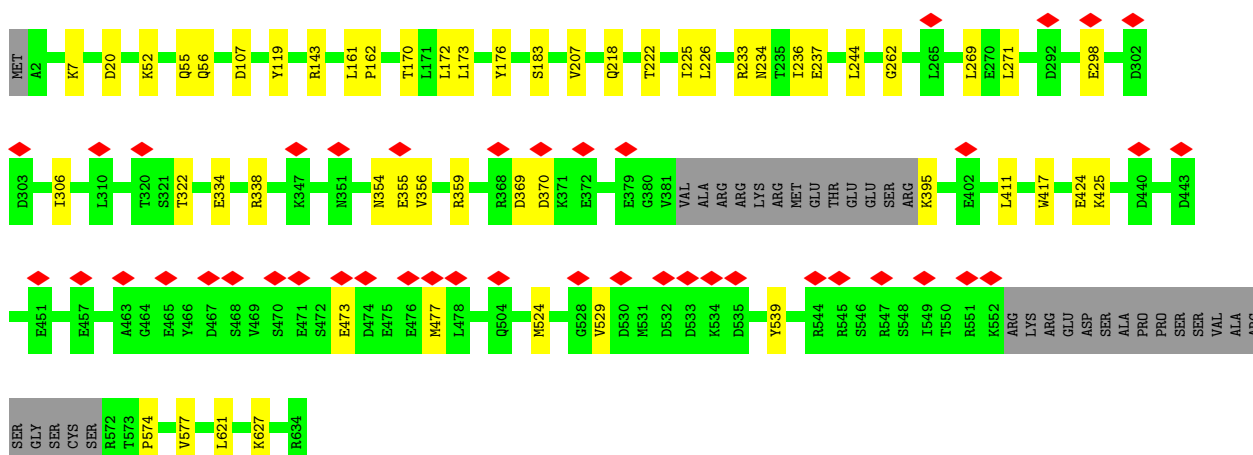 MET A2 K7 D20 K52 Q55 Q56 D107 Y119 R143 L161 P162 T170 L171 L172 L173 Y176 S183 V207 Q218 T222 I225 L226 R233 N234 T235 I236 E237 L244 G262 L265 L269 E270 L271 D292 E298 D302
D303 I306 L310 T320 S321 T322 E334 R338 K347 N351 N354 E355 V356 R359 R368 D369 D370 K371 E372 E379 G380 V381 VAL ALA ARG ARG LYS ARG MET GLU THR GLU GLU SER ARG K395 E402 L411 W417 E424 K425 D440 D443
E451 E457 A463 G464 E465 Y466 D467 S468 V469 S470 E471 S472 E473 D474 E475 E476 M477 L478 Q504 M524 G528 V529 D530 M531 D532 D533 K534 D535 Y539 R544 R545 S546 R547 S548 I549 T550 R551 K552 ARG LYS ARG GLU ASP SER ALA PRO PRO SER SER VAL ALA ARG
SER GLY SER CYS SER R572 T573 P574 V577 L621 K627 R634